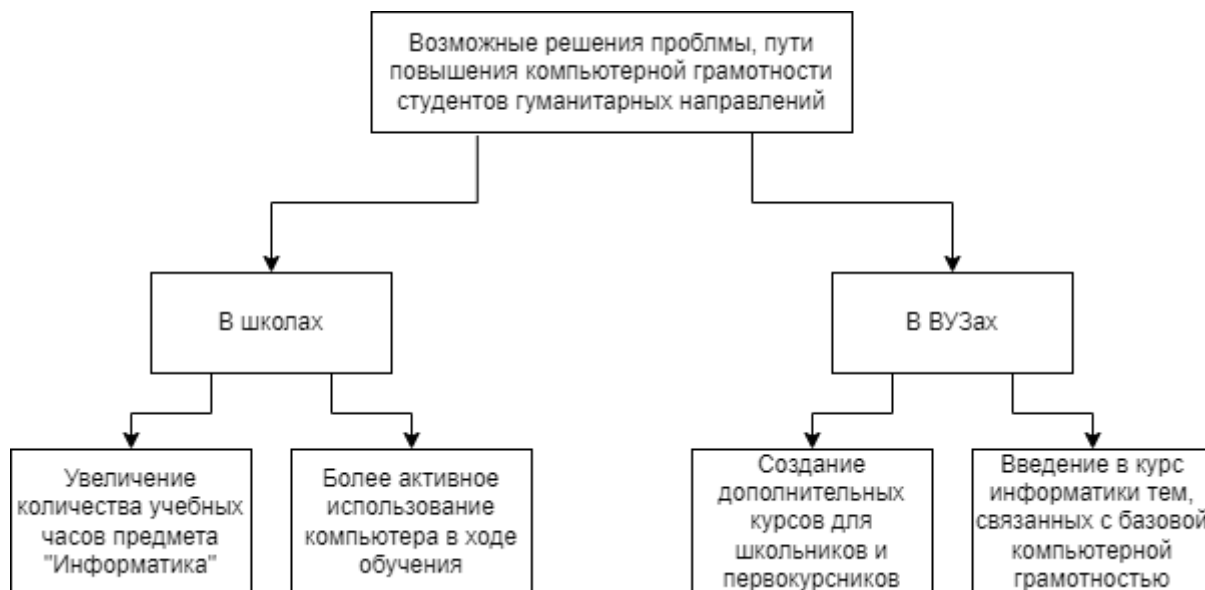 Возможные решения проблмы, пути
повышения компьютерной грамотности
студентов гуманитарных направлений
В школах
В ВУЗах
Увеличение
количества учебных
часов предмета
"Информатика"
Более активное
использование
компьютера в ходе
обучения
Создание
дополнительных
курсов для
школьников и
первокурсников
Введение в курс
информатики тем,
связанных с базовой
компьютерной
грамотностью